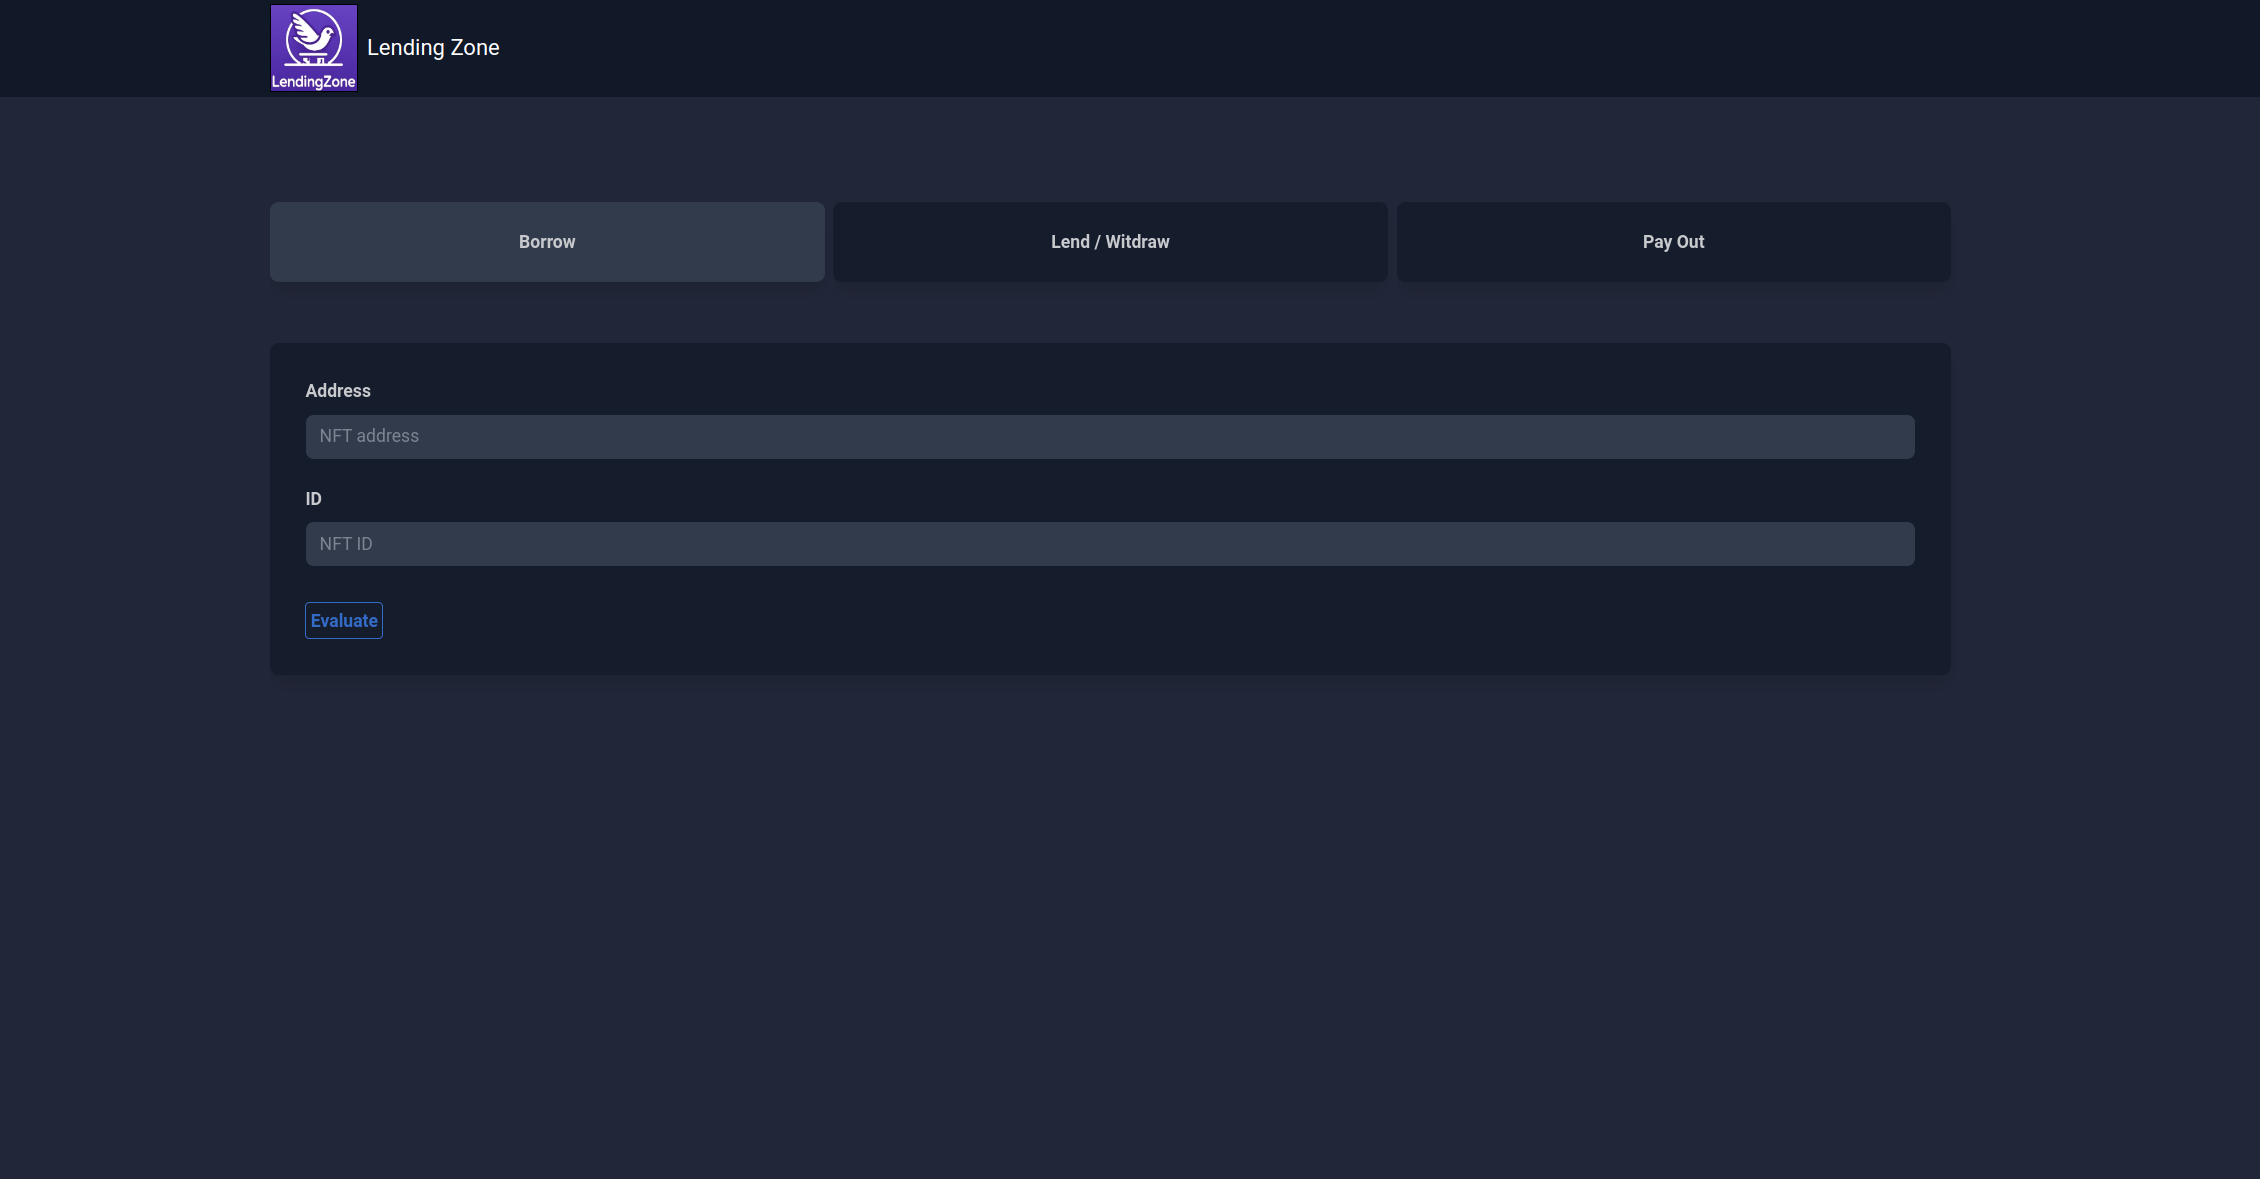 LendingZone
Lending Zone
Borrow
Lend / Witdraw
Pay Out
Address
NFT address
ID
NFT ID
Evaluate